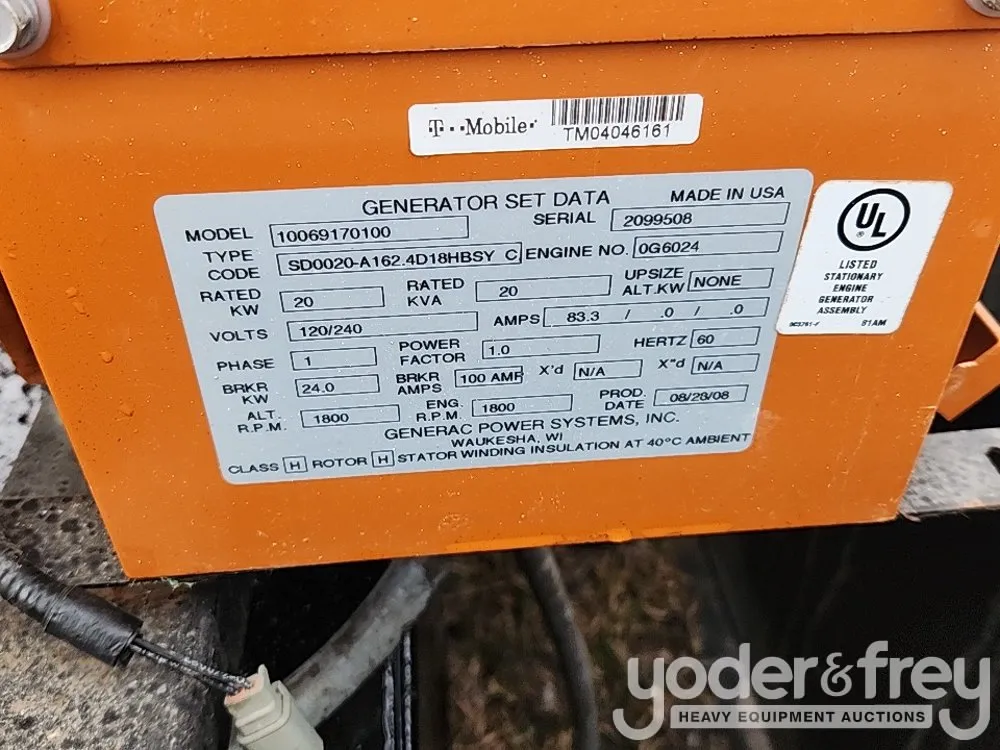 T··Mobile·
TM04046161
GENERATOR SET DATA MADE IN USA
MODEL 10069170100 SERIAL 2099508
TYPE CODE SD0020-A162.4D18HBSY C ENGINE NO. 0G6024
RATED KW 20 RATED KVA 20 UPSIZE ALT.KW NONE
VOLTS 120/240 AMPS 83.3 / .0 / .0
PHASE 1 POWER FACTOR 1.0 HERTZ 60
BRKR KW 24.0 BRKR AMPS 100 AMP X'd N/A X"d N/A
ALT. R.P.M. 1800 ENG. R.P.M. 1800 PROD. DATE 08/28/08
GENERAC POWER SYSTEMS, INC.
WAUKESHA, WI
CLASS H ROTOR H STATOR WINDING INSULATION AT 40°C AMBIENT
UL
LISTED
STATIONARY
ENGINE
GENERATOR
ASSEMBLY
81AM
yoder&frey
HEAVY EQUIPMENT AUCTIONS